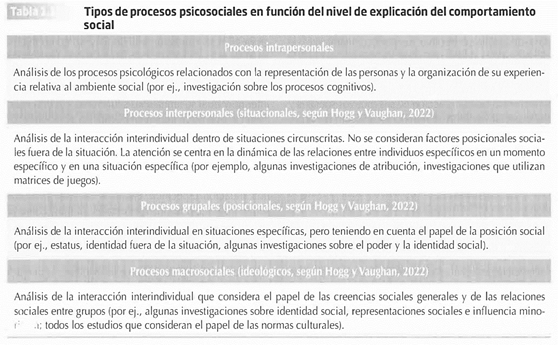 Tabla 1.1
Tipos de procesos psicosociales en función del nivel de explicación del comportamiento
social
Procesos intrapersonales
Análisis de los procesos psicológicos relacionados con la representación de las personas y la organización de su experien-
cia relativa al ambiente social (por ej., investigación sobre los procesos cognitivos).
Procesos interpersonales (situacionales, según Hogg y Vaughan, 2022)
Análisis de la interacción interindividual dentro de situaciones circunscritas. No se consideran factores posicionales socia-
les fuera de la situación. La atención se centra en la dinámica de las relaciones entre individuos específicos en un momento
específico y en una situación específica (por ejemplo, algunas investigaciones de atribución, investigaciones que utilizan
matrices de juegos).
Procesos grupales (posicionales, según Hogg y Vaughan, 2022)
Análisis de la interacción interindividual en situaciones específicas, pero teniendo en cuenta el papel de la posición social
(por ej., estatus, identidad fuera de la situación, algunas investigaciones sobre el poder y la identidad social).
Procesos macrosociales (ideológicos, según Hogg y Vaughan, 2022)
Análisis de la interacción interindividual que considera el papel de las creencias sociales generales y de las relaciones
sociales entre grupos (por ej., algunas investigaciones sobre identidad social, representaciones sociales e influencia mino-
todos los estudios que consideran el papel de las normas culturales).